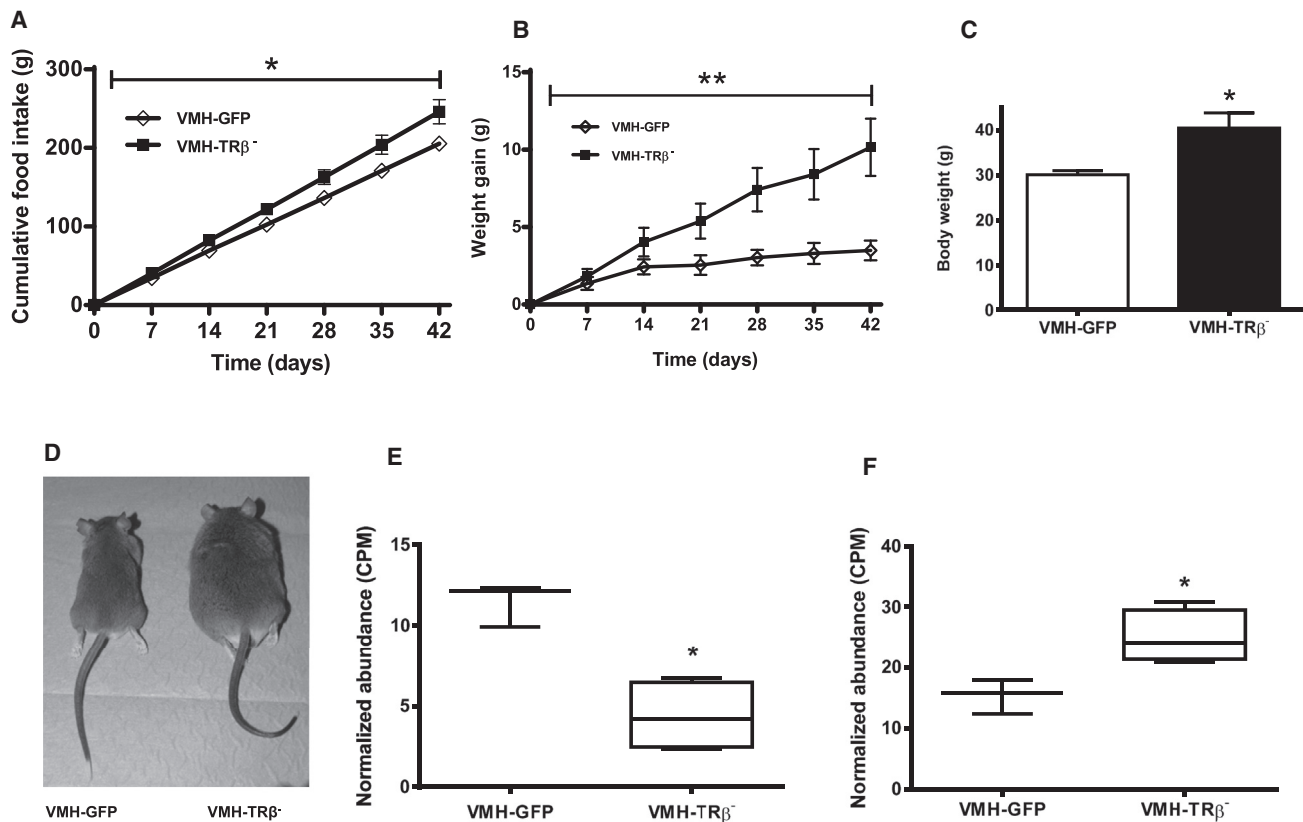 A
Cumulative food intake (g)
300
200
100
0
*
VMH-GFP
VMH-TRβ⁻
0 7 14 21 28 35 42
Time (days)
B
Weight gain (g)
15
10
5
0
**
VMH-GFP
VMH-TRβ⁻
0 7 14 21 28 35 42
Time (days)
C
Body weight (g)
40
30
20
10
0
*
VMH-GFP VMH-TRβ⁻
D
VMH-GFP VMH-TRβ⁻
E
Normalized abundance (CPM)
15
10
5
0
*
VMH-GFP VMH-TRβ⁻
F
Normalized abundance (CPM)
40
30
20
10
0
*
VMH-GFP VMH-TRβ⁻